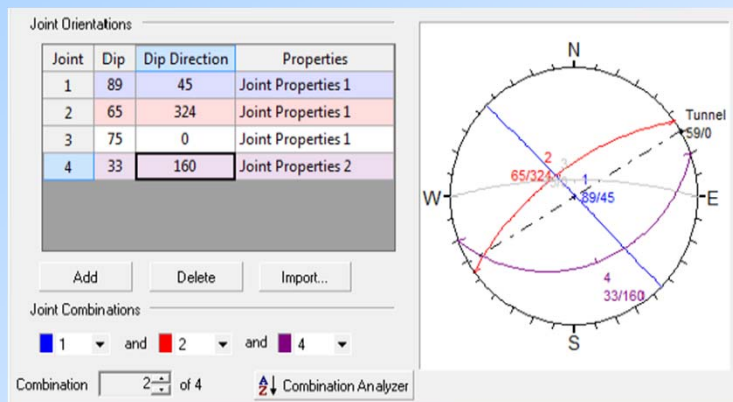 Joint Orientations
Joint Dip Dip Direction Properties
1 89 45 Joint Properties 1
2 65 324 Joint Properties 1
3 75 0 Joint Properties 1
4 33 160 Joint Properties 2
Add Delete Import...
Joint Combinations
1 and 2 and 4
Combination 2 of 4 Combination Analyzer
N
Tunnel
59/0
2
3
65/324
1
89/45
W
E
4
33/160
S